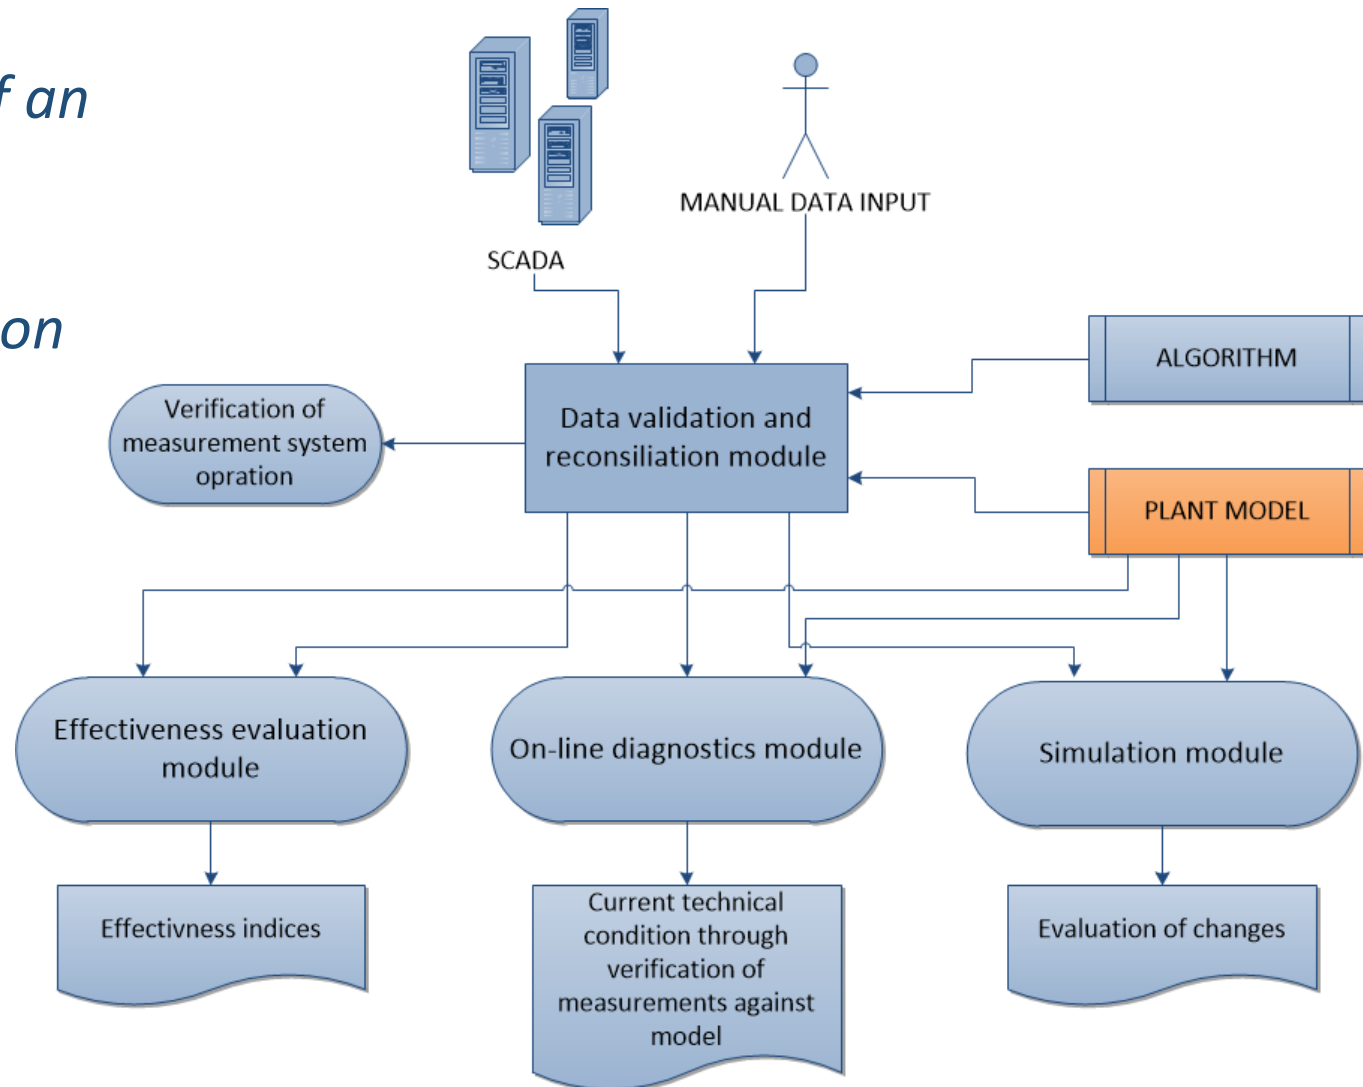 f an
on
SCADA
MANUAL DATA INPUT
ALGORITHM
PLANT MODEL
Data validation and
reconsiliation module
Verification of
measurement system
opration
Effectiveness evaluation
module
On-line diagnostics module
Simulation module
Effectivness indices
Current technical
condition through
verification of
measurements against
model
Evaluation of changes